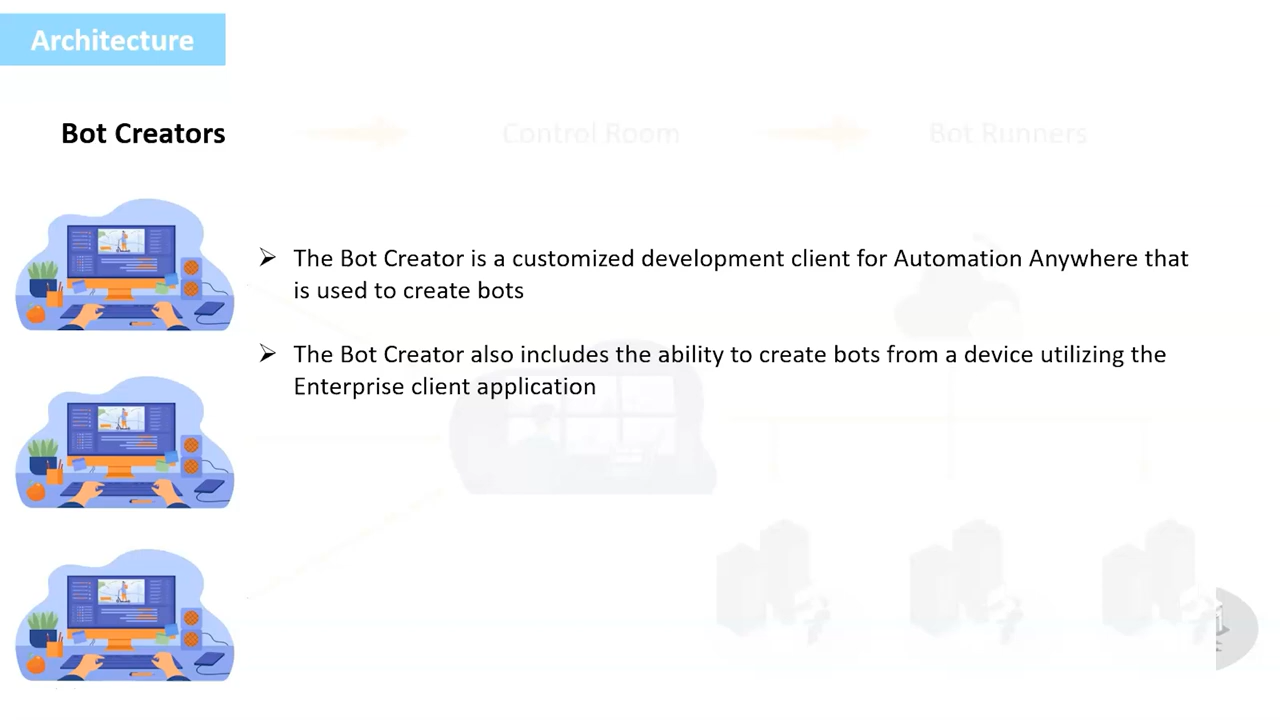 Architecture
Bot Creators
Control Room
Bot Runners
➢ The Bot Creator is a customized development client for Automation Anywhere that
is used to create bots
➢ The Bot Creator also includes the ability to create bots from a device utilizing the
Enterprise client application